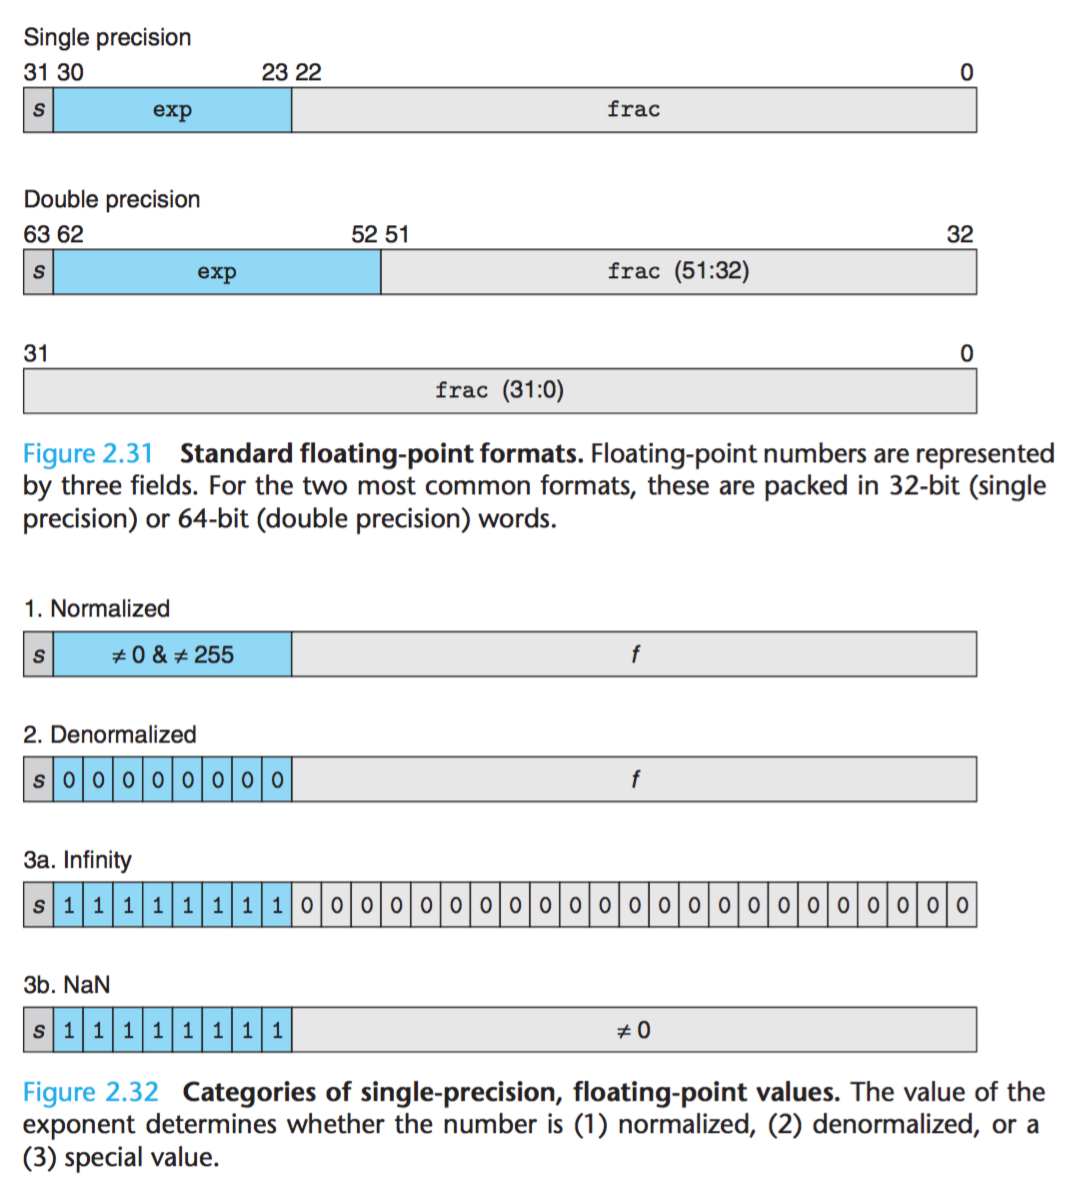 Single precision
31 30 23 22 0
s exp frac
Double precision
63 62 52 51 32
s exp frac (51:32)
31 0
frac (31:0)
Figure 2.31 Standard floating-point formats. Floating-point numbers are represented
by three fields. For the two most common formats, these are packed in 32-bit (single
precision) or 64-bit (double precision) words.
1. Normalized
s ≠ 0 & ≠ 255 f
2. Denormalized
s 0 0 0 0 0 0 0 0 f
3a. Infinity
s 1 1 1 1 1 1 1 1 0 0 0 0 0 0 0 0 0 0 0 0 0 0 0 0 0 0 0 0 0 0 0
3b. NaN
s 1 1 1 1 1 1 1 1 ≠ 0
Figure 2.32 Categories of single-precision, floating-point values. The value of the
exponent determines whether the number is (1) normalized, (2) denormalized, or a
(3) special value.